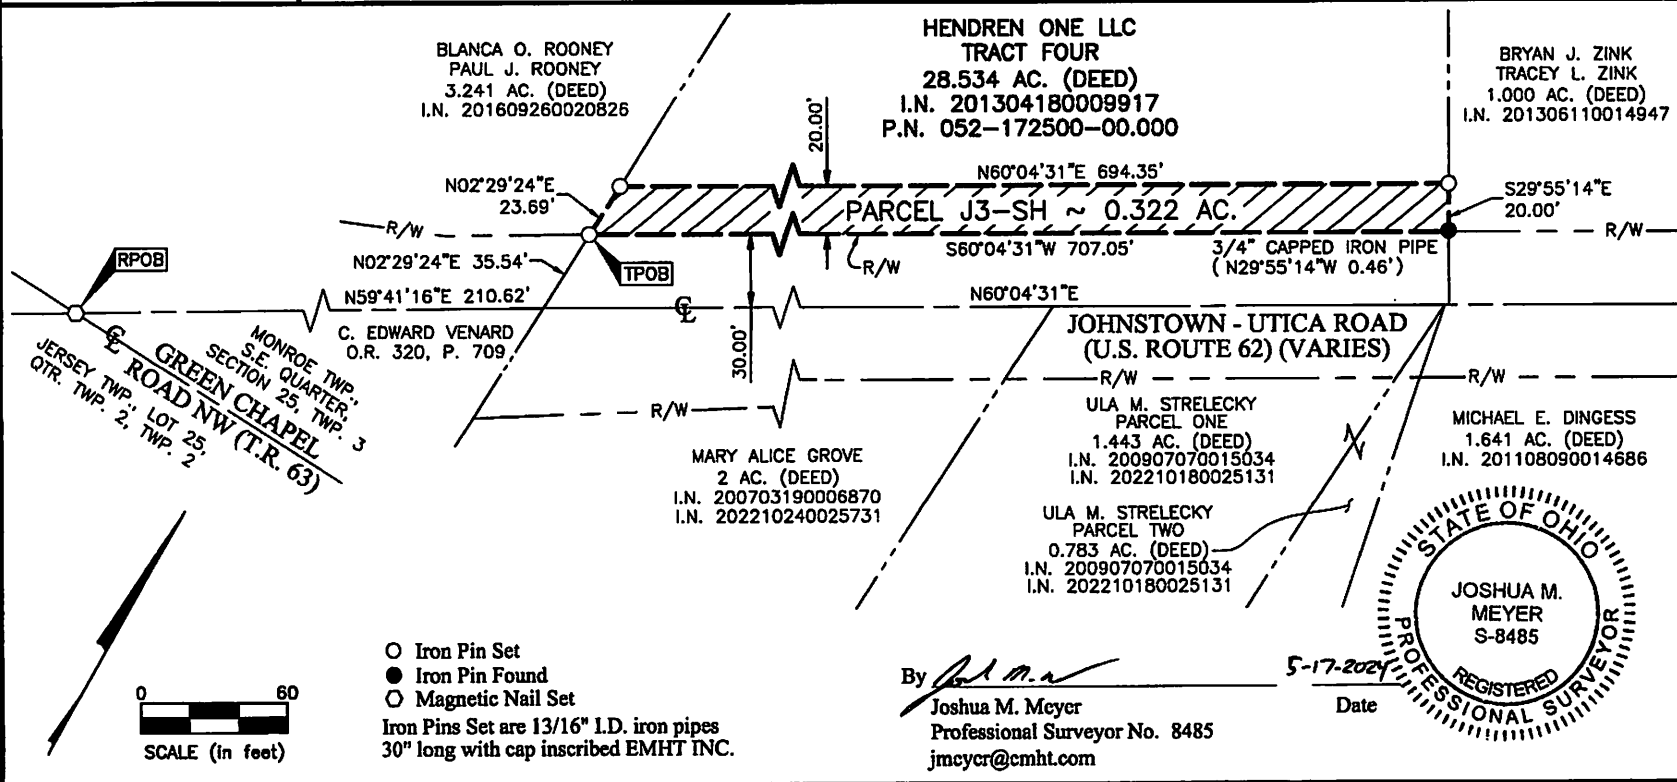 BLANCA O. ROONEY
PAUL J. ROONEY
3.241 AC. (DEED)
I.N. 201609260020826
HENDREN ONE LLC
TRACT FOUR
28.534 AC. (DEED)
I.N. 201304180009917
P.N. 052-172500-00.000
BRYAN J. ZINK
TRACEY L. ZINK
1.000 AC. (DEED)
I.N. 201306110014947
20.00'
N02°29'24"E
23.69'
N60°04'31"E 694.35'
S29°55'14"E
20.00'
PARCEL J3-SH ~ 0.322 AC.
R/W
R/W
RPOB
N02°29'24"E 35.54'
TPOB
R/W
S60°04'31"W 707.05'
3/4" CAPPED IRON PIPE
(N29°55'14"W 0.46')
N59°41'16"E 210.62'
℄
N60°04'31"E
30.00'
C. EDWARD VENARD
O.R. 320, P. 709
JOHNSTOWN - UTICA ROAD
(U.S. ROUTE 62) (VARIES)
MONROE TWP.,
S.E. QUARTER,
SECTION 25, TWP. 3
℄
GREEN CHAPEL
ROAD NW (T.R. 63)
JERSEY TWP., LOT 25,
QTR. TWP. 2, TWP. 2
R/W
R/W
R/W
MARY ALICE GROVE
2 AC. (DEED)
I.N. 200703190006870
I.N. 202210240025731
ULA M. STRELECKY
PARCEL ONE
1.443 AC. (DEED)
I.N. 200907070015034
I.N. 202210180025131
ULA M. STRELECKY
PARCEL TWO
0.783 AC. (DEED)
I.N. 200907070015034
I.N. 202210180025131
MICHAEL E. DINGESS
1.641 AC. (DEED)
I.N. 201108090014686
STATE OF OHIO
JOSHUA M.
MEYER
S-8485
REGISTERED
PROFESSIONAL SURVEYOR
0 60
SCALE (in feet)
Iron Pin Set
Iron Pin Found
Magnetic Nail Set
Iron Pins Set are 13/16" I.D. iron pipes
30" long with cap inscribed EMHT INC.
By
5-17-2024
Joshua M. Meyer
Date
Professional Surveyor No. 8485
jmeyer@emht.com